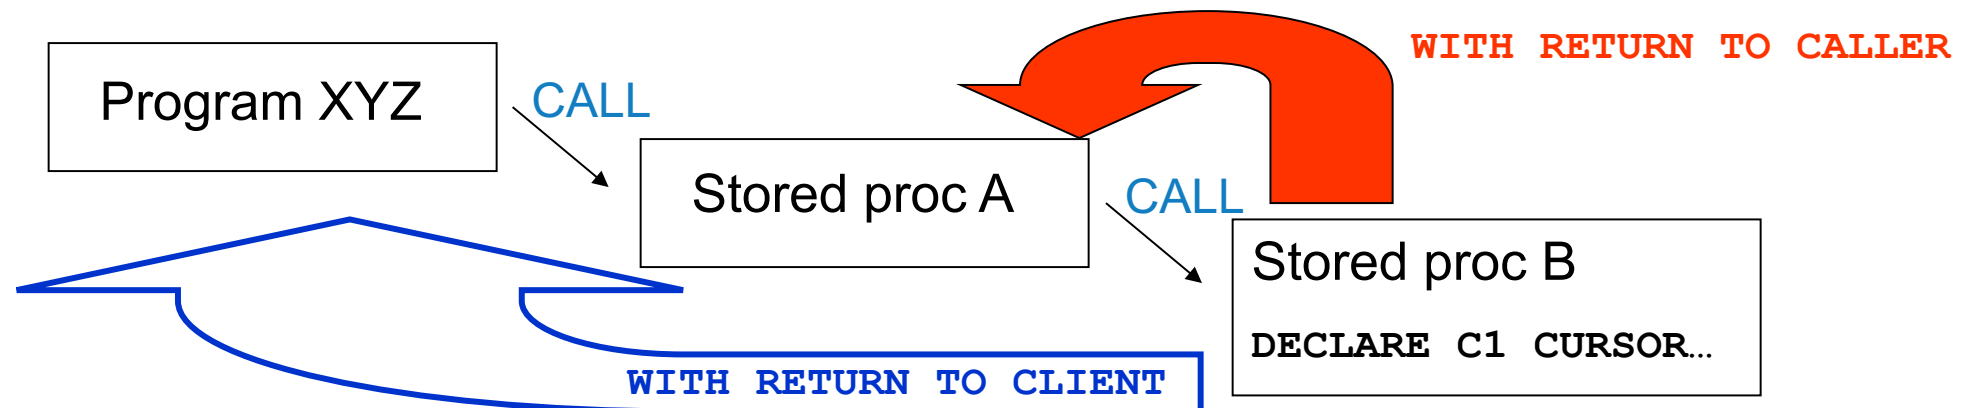 WITH RETURN TO CALLER
Program XYZ
CALL
Stored proc A
CALL
Stored proc B
DECLARE C1 CURSOR…
WITH RETURN TO CLIENT